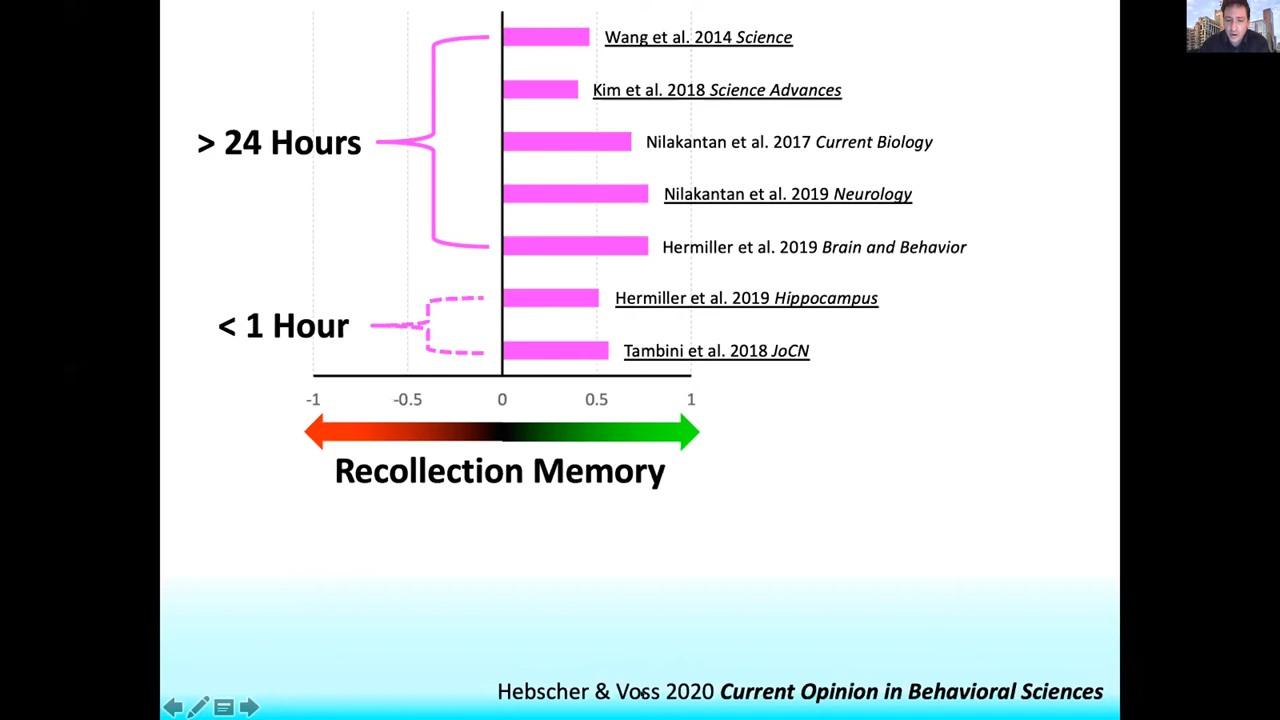 Wang et al. 2014 Science
Kim et al. 2018 Science Advances
> 24 Hours
Nilakantan et al. 2017 Current Biology
Nilakantan et al. 2019 Neurology
Hermiller et al. 2019 Brain and Behavior
Hermiller et al. 2019 Hippocampus
< 1 Hour
Tambini et al. 2018 JoCN
-1 -0.5 0 0.5 1
Recollection Memory
Hebscher & Voss 2020 Current Opinion in Behavioral Sciences